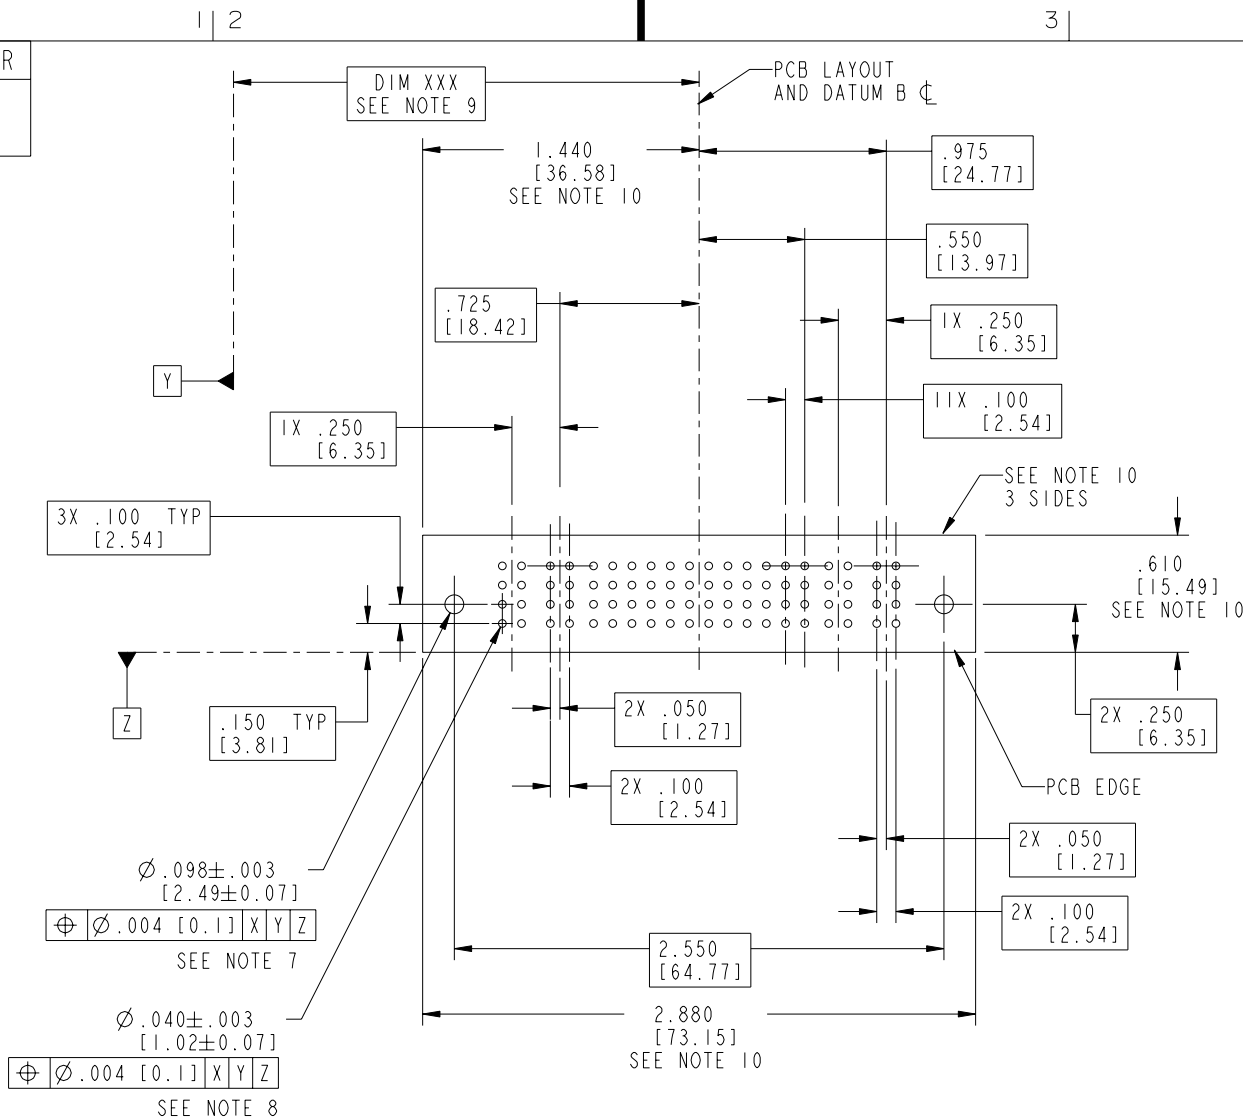 1 2
3
R
DIM XXX
SEE NOTE 9
PCB LAYOUT
AND DATUM B ℄
1.440
[36.58]
SEE NOTE 10
.975
[24.77]
.550
[13.97]
.725
[18.42]
1X .250
[6.35]
Y
11X .100
[2.54]
1X .250
[6.35]
SEE NOTE 10
3 SIDES
3X .100 TYP
[2.54]
.610
[15.49]
SEE NOTE 10
Z
.150 TYP
[3.81]
2X .050
[1.27]
2X .250
[6.35]
2X .100
[2.54]
PCB EDGE
2X .050
[1.27]
⌀.098±.003
[2.49±0.07]
⌖ ⌀.004 [0.1] X Y Z
SEE NOTE 7
2X .100
[2.54]
2.550
[64.77]
⌀.040±.003
[1.02±0.07]
⌖ ⌀.004 [0.1] X Y Z
SEE NOTE 8
2.880
[73.15]
SEE NOTE 10